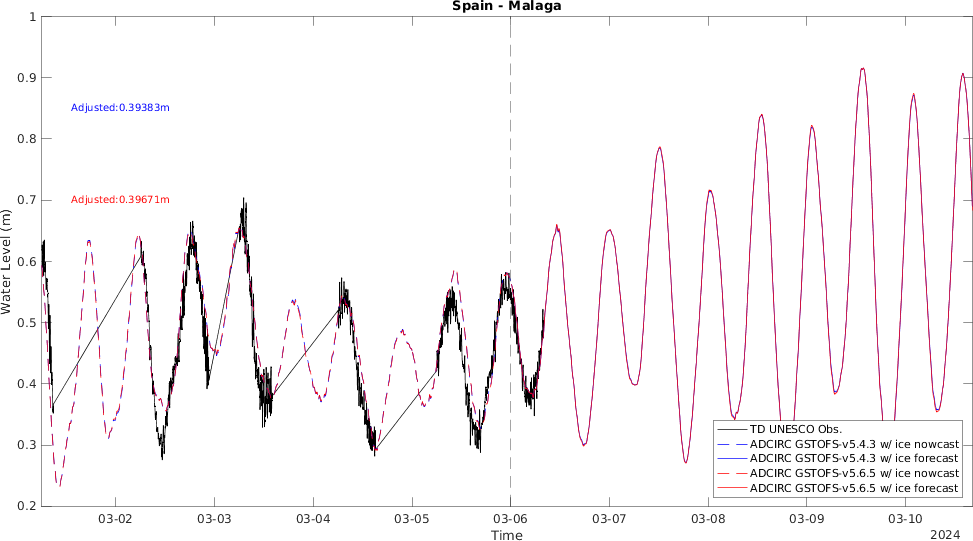 Spain - Malaga
1
0.9
0.8
0.7
0.6
0.5
0.4
0.3
0.2
Water Level (m)
Adjusted:0.39383m
Adjusted:0.39671m
TD UNESCO Obs.
ADCIRC GSTOFS-v5.4.3 w/ ice nowcast
ADCIRC GSTOFS-v5.4.3 w/ ice forecast
ADCIRC GSTOFS-v5.6.5 w/ ice nowcast
ADCIRC GSTOFS-v5.6.5 w/ ice forecast
03-02 03-03 03-04 03-05 03-06 03-07 03-08 03-09 03-10
Time
2024